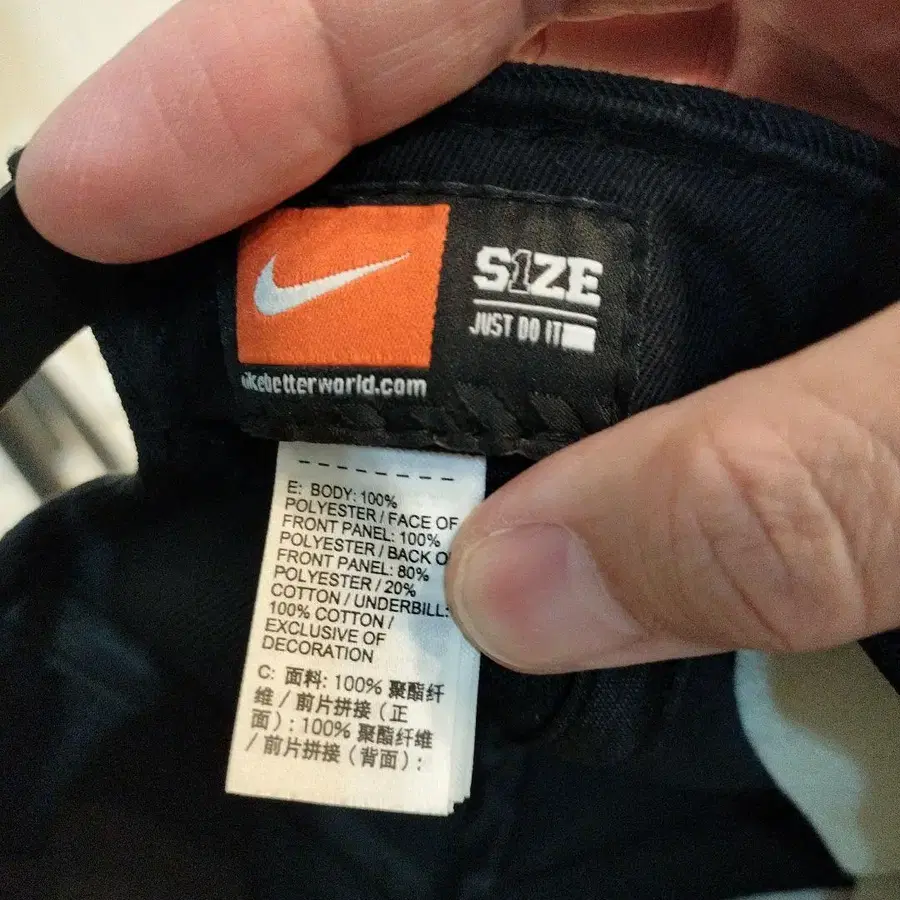 S1ZE
JUST DO IT
nikebetterworld.com
E: BODY: 100%
POLYESTER / FACE OF
FRONT PANEL: 100%
POLYESTER / BACK O
FRONT PANEL: 80%
POLYESTER / 20%
COTTON / UNDERBILL:
100% COTTON /
EXCLUSIVE OF
DECORATION
C: 面料: 100% 聚酯纤
维 / 前片拼接（正
面）: 100% 聚酯纤维
/ 前片拼接（背面）: